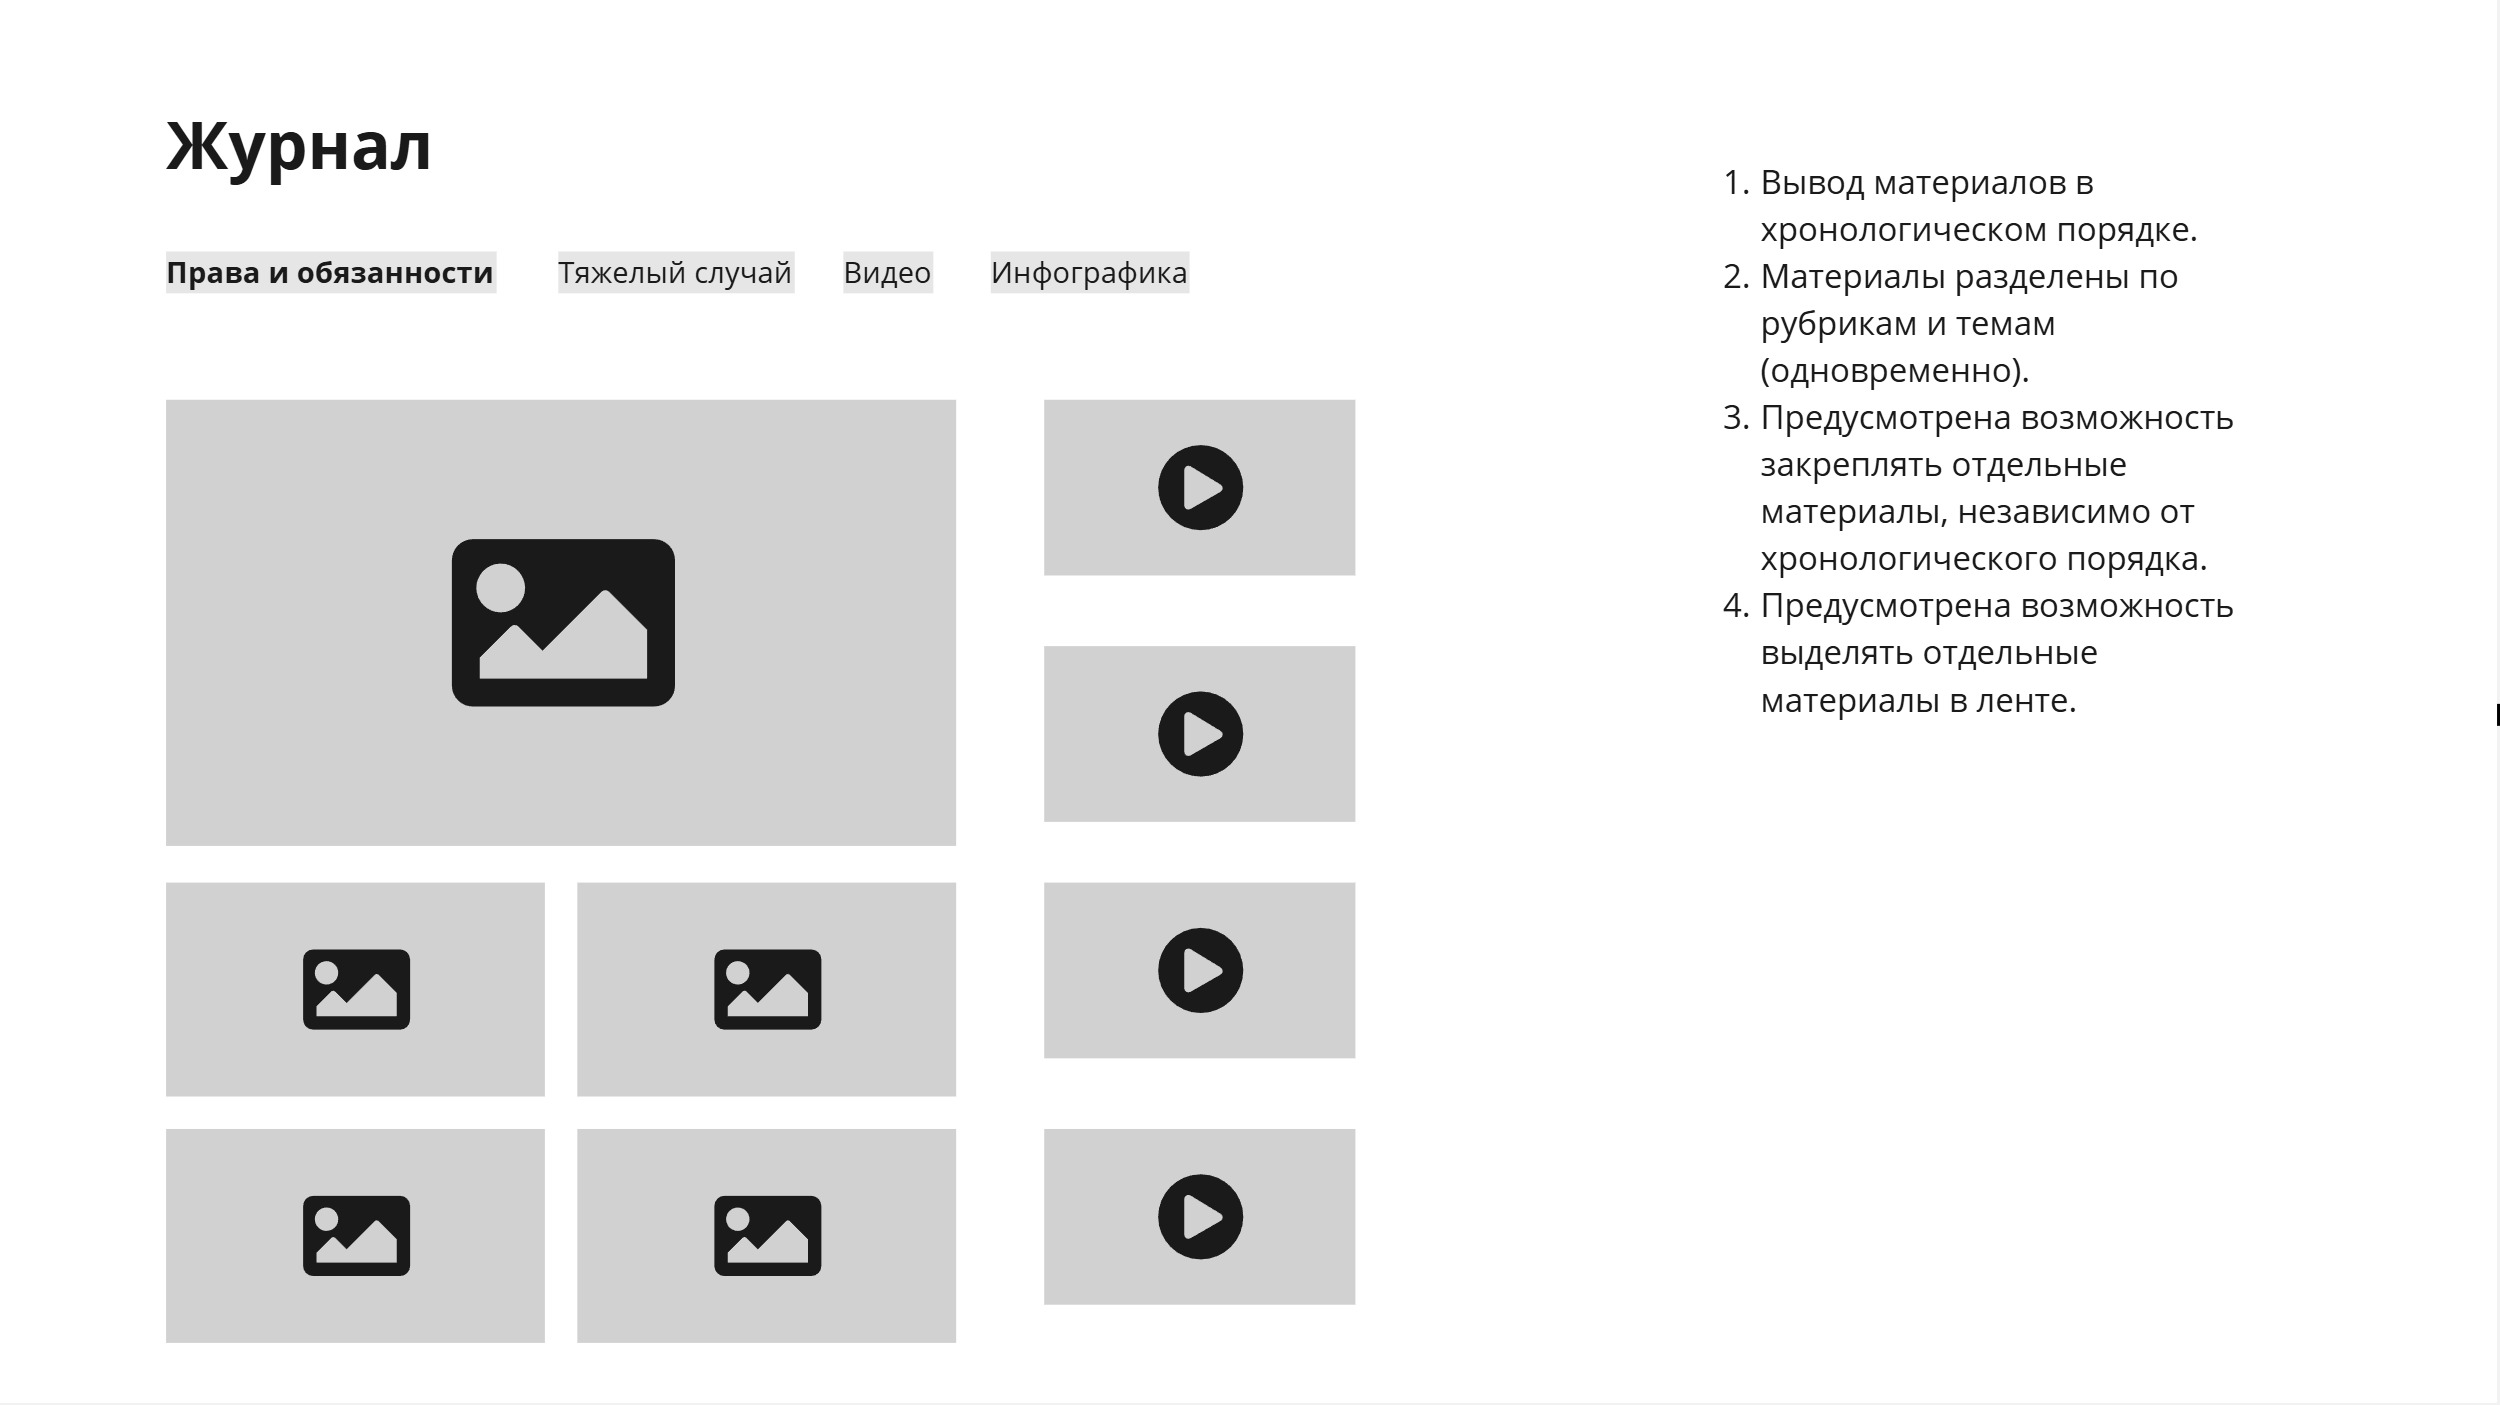 Журнал
Права и обязанности
Тяжелый случай
Видео
Инфографика
1. Вывод материалов в
хронологическом порядке.
2. Материалы разделены по
рубрикам и темам
(одновременно).
3. Предусмотрена возможность
закреплять отдельные
материалы, независимо от
хронологического порядка.
4. Предусмотрена возможность
выделять отдельные
материалы в ленте.